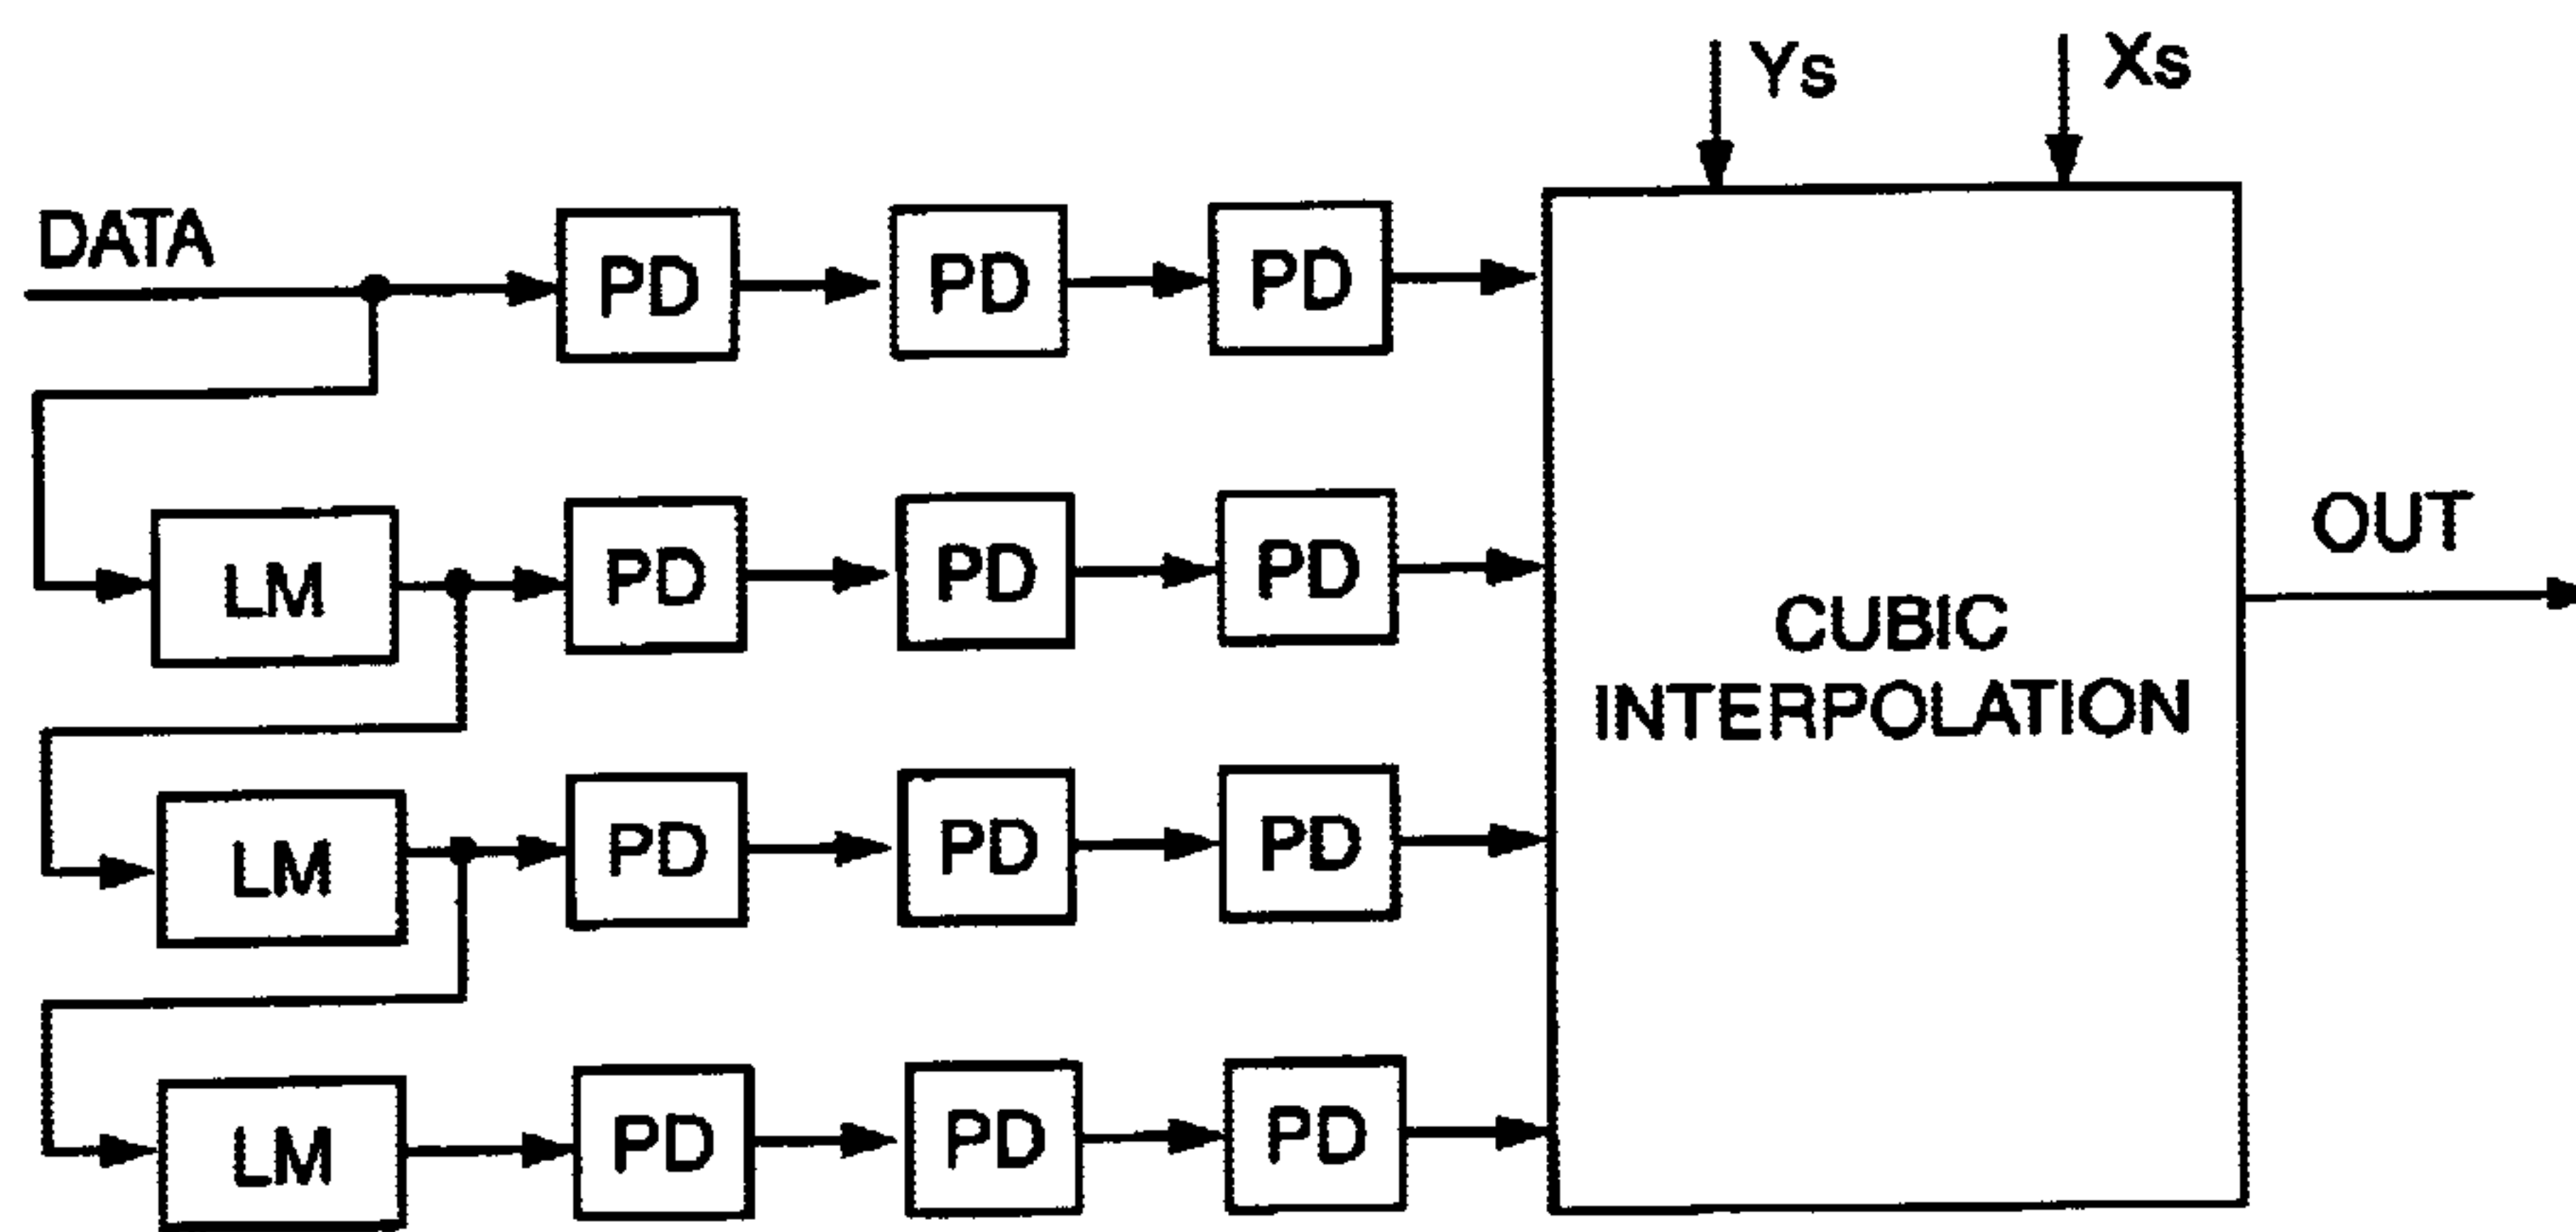 Ys
Xs
DATA
PD PD PD
OUT
LM PD PD PD
CUBIC
INTERPOLATION
LM PD PD PD
LM PD PD PD